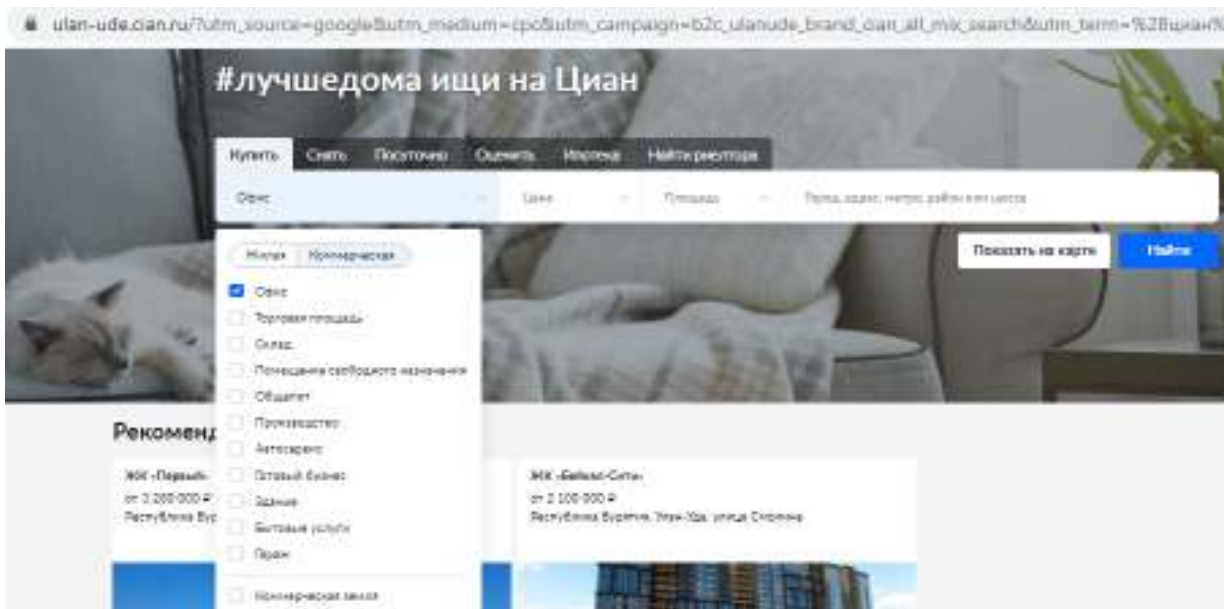 ulan-ude.cian.ru/?utm_source=google&utm_medium=cpc&utm_campaign=b2c_ulanude_brand_cian_all_mix_search&utm_term=%2Bциан%
#лучшедома ищи на Циан
Купить Снять Посуточно Оценить Ипотека Найти риелтора
Офис Цена Площадь Город, адрес, метро, район или шоссе
Жилая Коммерческая
Показать на карте Найти
Офис
Торговая площадь
Склад
Помещение свободного назначения
Общепит
Производство
Автосервис
Готовый бизнес
Здание
Бытовые услуги
Гараж
Коммерческая земля
Рекоменд
ЖК «Первый»
от 3 200 000 ₽
Республика Бур
ЖК «Байкал-Сити»
от 2 100 000 ₽
Республика Бурятия, Улан-Удэ, улица Смолина